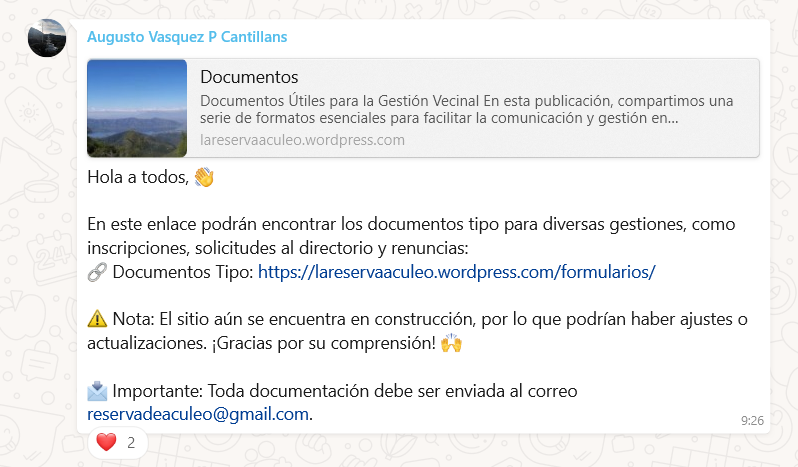 Augusto Vasquez P Cantillans
Documentos
Documentos Útiles para la Gestión Vecinal En esta publicación, compartimos una
serie de formatos esenciales para facilitar la comunicación y gestión en...
lareservaaculeo.wordpress.com
Hola a todos, 👋
En este enlace podrán encontrar los documentos tipo para diversas gestiones, como
inscripciones, solicitudes al directorio y renuncias:
🔗 Documentos Tipo: https://lareservaaculeo.wordpress.com/formularios/
⚠️ Nota: El sitio aún se encuentra en construcción, por lo que podrían haber ajustes o
actualizaciones. ¡Gracias por su comprensión! 🙌
📩 Importante: Toda documentación debe ser enviada al correo
reservadeaculeo@gmail.com.
9:26
❤️ 2